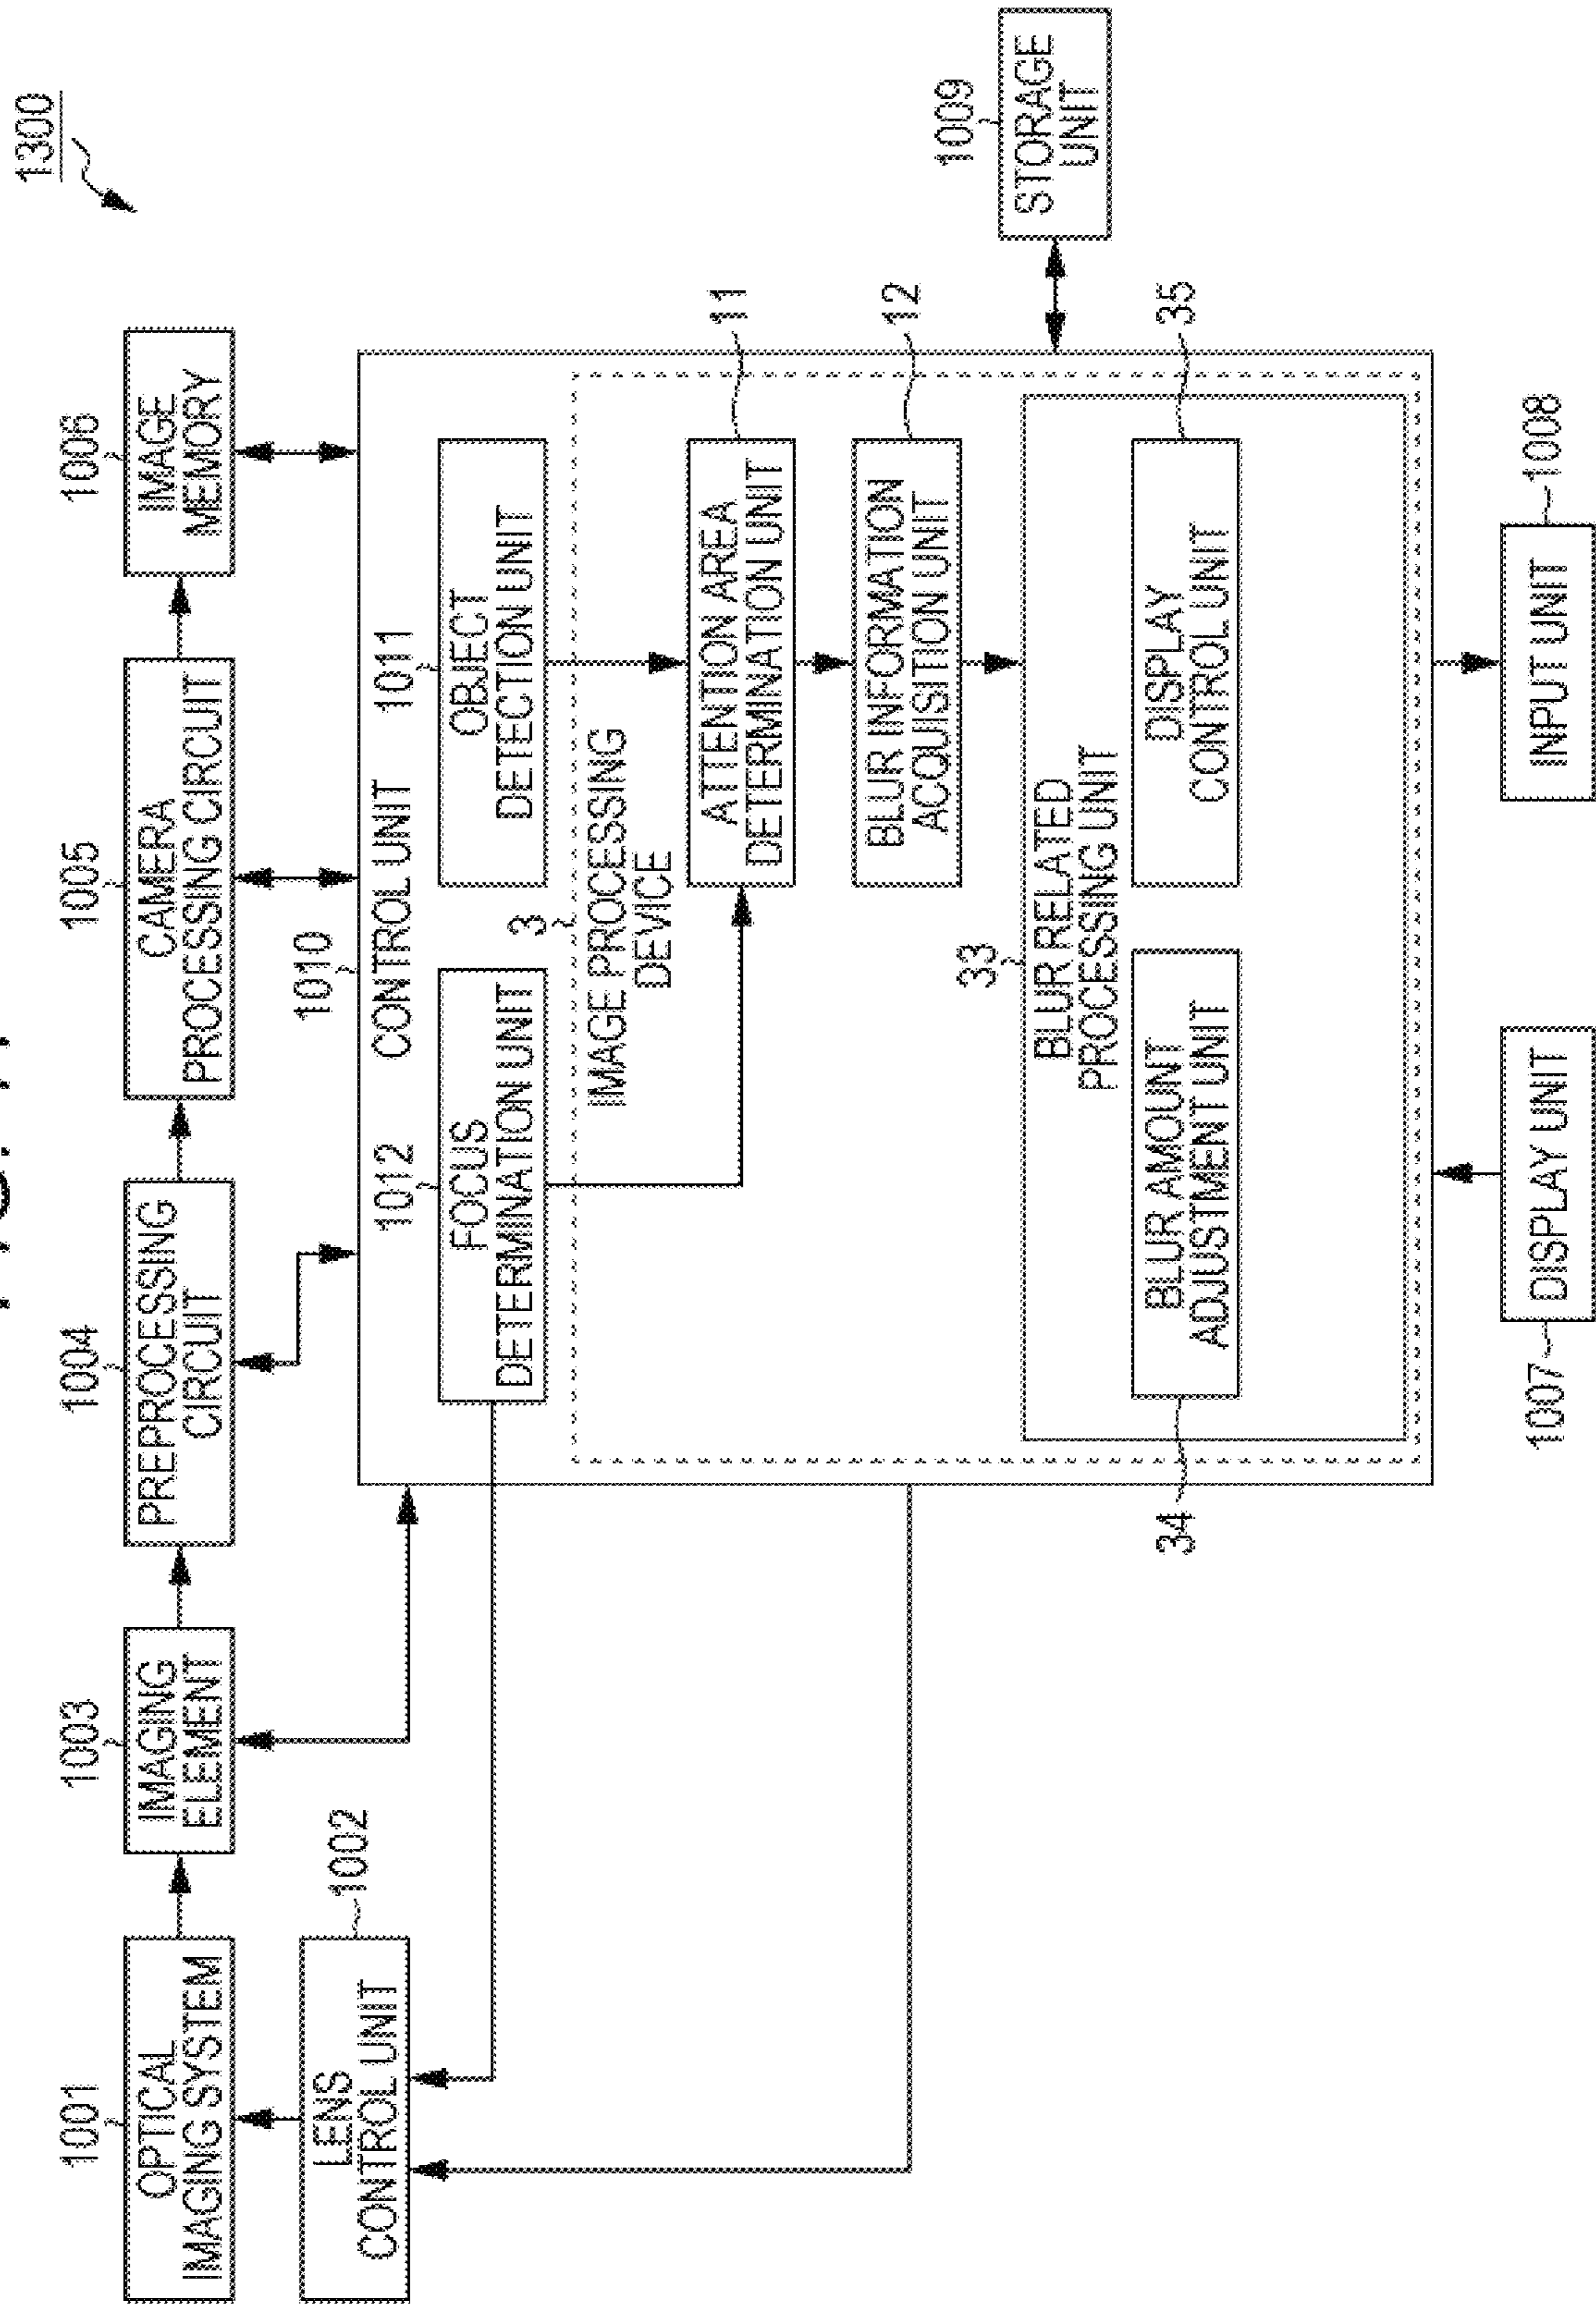 1300
1001
OPTICAL
IMAGING SYSTEM
1003
IMAGING
ELEMENT
1004
PREPROCESSING
CIRCUIT
1005
CAMERA
PROCESSING CIRCUIT
1006
IMAGE
MEMORY
1002
LENS
CONTROL UNIT
1010
CONTROL UNIT
1012
FOCUS
DETERMINATION UNIT
1011
OBJECT
DETECTION UNIT
3
IMAGE PROCESSING
DEVICE
ATTENTION AREA
DETERMINATION UNIT
11
BLUR INFORMATION
ACQUISITION UNIT
12
33
BLUR RELATED
PROCESSING UNIT
34
BLUR AMOUNT
ADJUSTMENT UNIT
DISPLAY
CONTROL UNIT
35
1009
STORAGE
UNIT
1007
DISPLAY UNIT
INPUT UNIT
1008